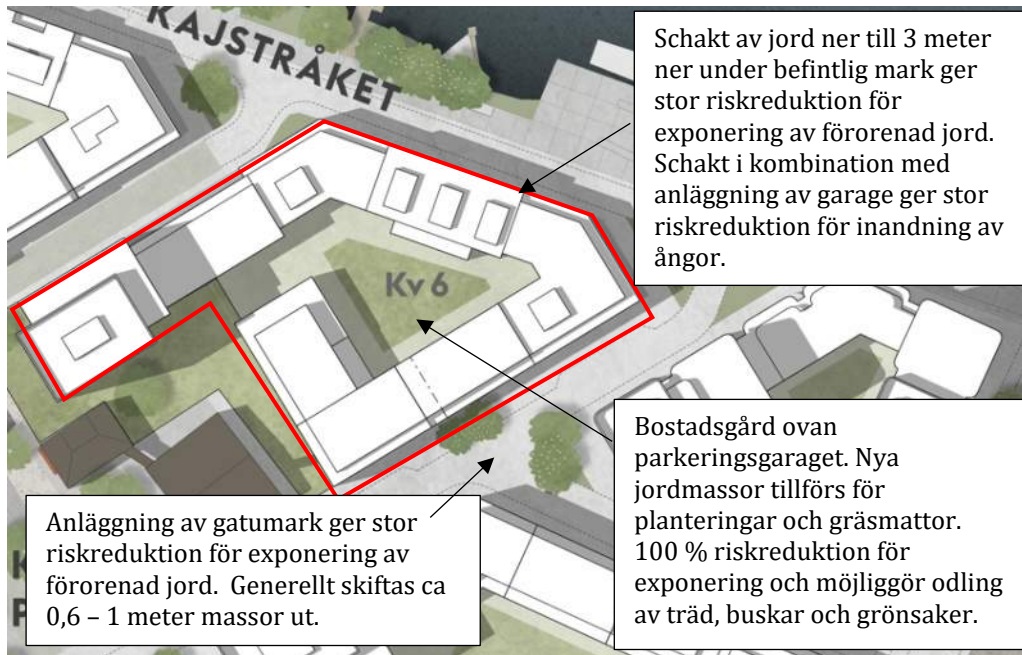 KAJSTRÅKET
Schakt av jord ner till 3 meter
ner under befintlig mark ger
stor riskreduktion för
exponering av förorenad jord.
Schakt i kombination med
anläggning av garage ger stor
riskreduktion för inandning av
ångor.
Kv 6
Bostadsgård ovan
parkeringsgaraget. Nya
jordmassor tillförs för
planteringar och gräsmattor.
100 % riskreduktion för
exponering och möjliggör odling
av träd, buskar och grönsaker.
Anläggning av gatumark ger stor
riskreduktion för exponering av
förorenad jord.  Generellt skiftas ca
0,6 – 1 meter massor ut.